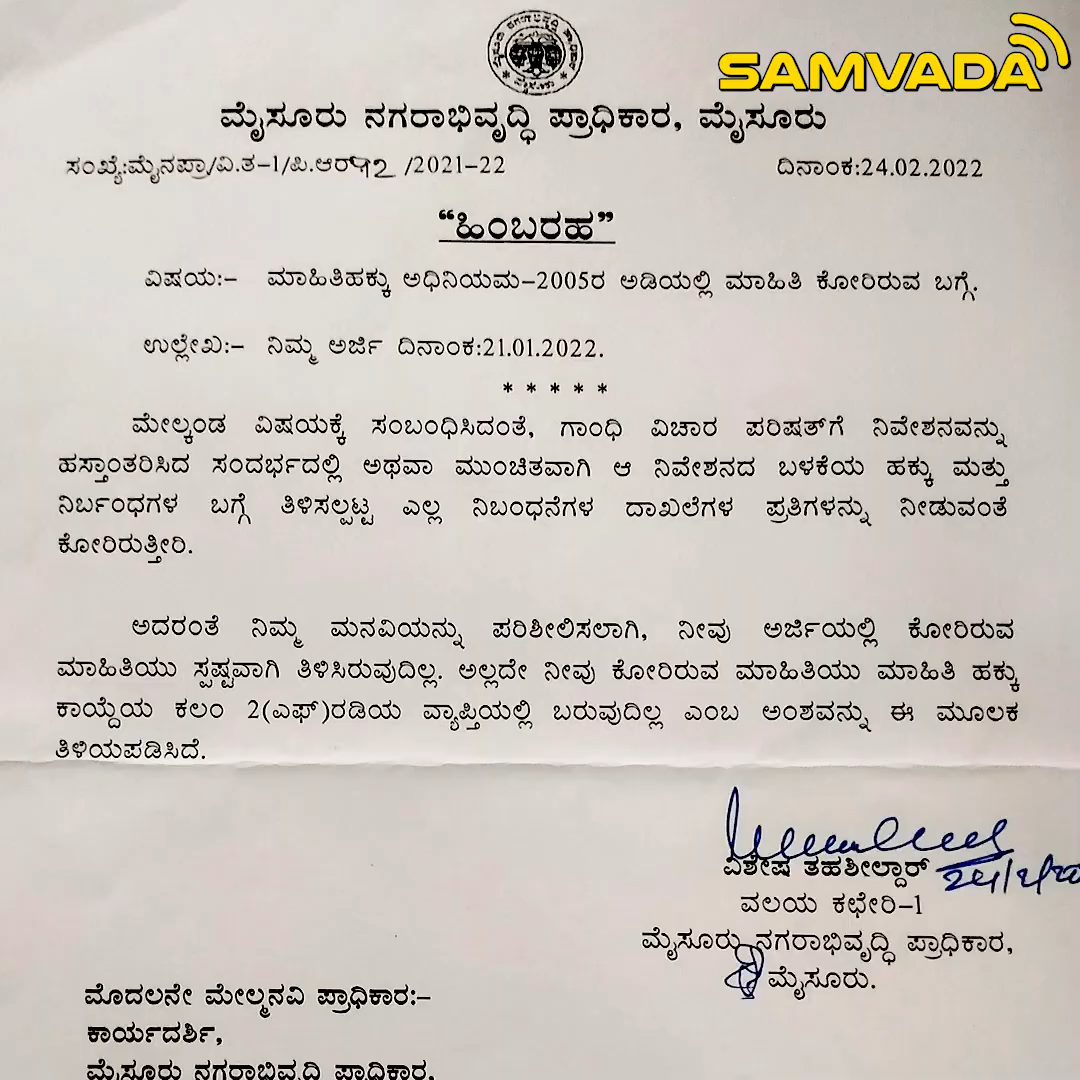 SAMVADA
ಮೈಸೂರು ನಗರಾಭಿವೃದ್ಧಿ ಪ್ರಾಧಿಕಾರ, ಮೈಸೂರು
ಸಂಖ್ಯೆ:ಮೈನಪ್ರಾ/ವಿ.ತ-1/ಪಿ.ಆರ್92 /2021-22 ದಿನಾಂಕ:24.02.2022
“ಹಿಂಬರಹ”
ವಿಷಯ:- ಮಾಹಿತಿಹಕ್ಕು ಅಧಿನಿಯಮ-2005ರ ಅಡಿಯಲ್ಲಿ ಮಾಹಿತಿ ಕೋರಿರುವ ಬಗ್ಗೆ.
ಉಲ್ಲೇಖ:- ನಿಮ್ಮ ಅರ್ಜಿ ದಿನಾಂಕ:21.01.2022.
* * * * *
ಮೇಲ್ಕಂಡ ವಿಷಯಕ್ಕೆ ಸಂಬಂಧಿಸಿದಂತೆ, ಗಾಂಧಿ ವಿಚಾರ ಪರಿಷತ್‌ಗೆ ನಿವೇಶನವನ್ನು
ಹಸ್ತಾಂತರಿಸಿದ ಸಂದರ್ಭದಲ್ಲಿ ಅಥವಾ ಮುಂಚಿತವಾಗಿ ಆ ನಿವೇಶನದ ಬಳಕೆಯ ಹಕ್ಕು ಮತ್ತು
ನಿರ್ಬಂಧಗಳ ಬಗ್ಗೆ ತಿಳಿಸಲ್ಪಟ್ಟ ಎಲ್ಲ ನಿಬಂಧನೆಗಳ ದಾಖಲೆಗಳ ಪ್ರತಿಗಳನ್ನು ನೀಡುವಂತೆ
ಕೋರಿರುತ್ತೀರಿ.
ಅದರಂತೆ ನಿಮ್ಮ ಮನವಿಯನ್ನು ಪರಿಶೀಲಿಸಲಾಗಿ, ನೀವು ಅರ್ಜಿಯಲ್ಲಿ ಕೋರಿರುವ
ಮಾಹಿತಿಯು ಸ್ಪಷ್ಟವಾಗಿ ತಿಳಿಸಿರುವುದಿಲ್ಲ. ಅಲ್ಲದೇ ನೀವು ಕೋರಿರುವ ಮಾಹಿತಿಯು ಮಾಹಿತಿ ಹಕ್ಕು
ಕಾಯ್ದೆಯ ಕಲಂ 2(ಎಫ್)ರಡಿಯ ವ್ಯಾಪ್ತಿಯಲ್ಲಿ ಬರುವುದಿಲ್ಲ ಎಂಬ ಅಂಶವನ್ನು ಈ ಮೂಲಕ
ತಿಳಿಯಪಡಿಸಿದೆ.
ವಿಶೇಷ ತಹಶೀಲ್ದಾರ್
ವಲಯ ಕಛೇರಿ-1
ಮೈಸೂರು ನಗರಾಭಿವೃದ್ಧಿ ಪ್ರಾಧಿಕಾರ,
ಮೈಸೂರು.
ಮೊದಲನೇ ಮೇಲ್ಮನವಿ ಪ್ರಾಧಿಕಾರ:-
ಕಾರ್ಯದರ್ಶಿ,
ಮೈಸೂರು ನಗರಾಭಿವೃದ್ಧಿ ಪ್ರಾಧಿಕಾರ,